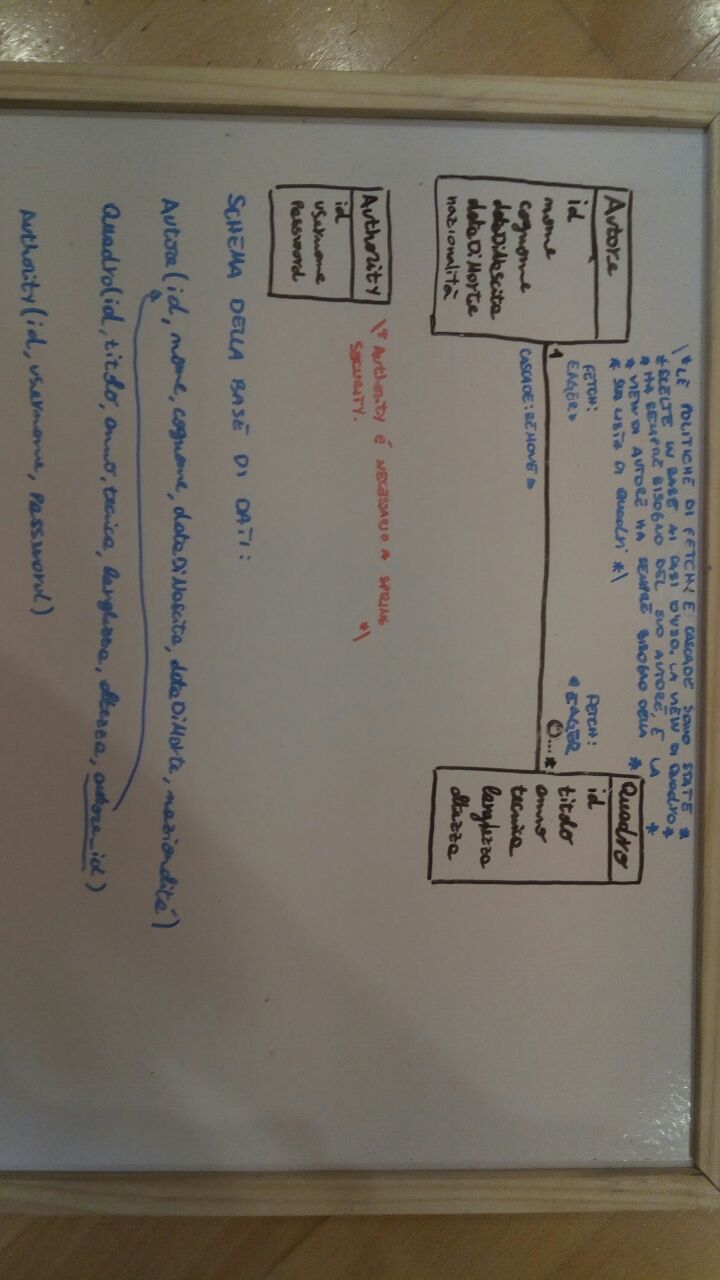 \* LE POLITICHE DI FETCH E CASCADE SONO STATE *
* SCELTE IN BASE AI CASI D'USO. LA VIEW DI Quadro *
* HA SEMPRE BISOGNO DEL SUO AUTORE, E LA *
* VIEW DI AUTORE HA SEMPRE BISOGNO DELLA *
* SUA LISTA DI Quadri *\
Autore
id
nome
cognome
dataDiNascita
dataDiMorte
nazionalità
FETCH:
EAGER
1
CASCADE: REMOVE
FETCH:
EAGER
0...*
Quadro
id
titolo
anno
tecnica
larghezza
altezza
Authority
id
username
Password
\* Authority È NECESSARIO A SPRING
SECURITY. *\
SCHEMA DELLA BASE DI DATI:
Autore(id, nome, cognome, dataDiNascita, dataDiMorte, nazionalità)
Quadro(id, titolo, anno, tecnica, larghezza, altezza, autore_id)
Authority(id, username, Password)